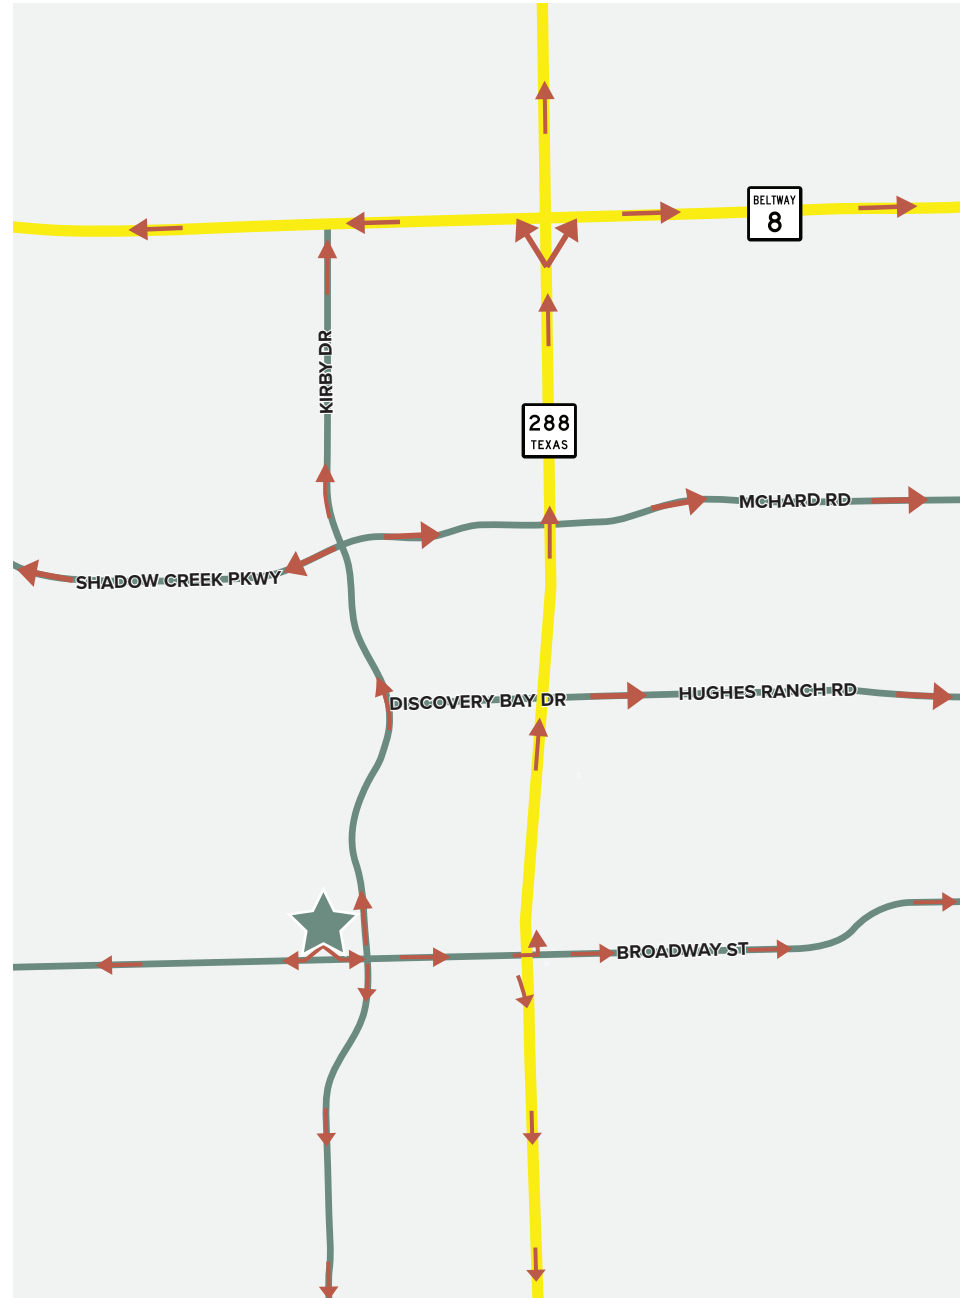 BELTWAY
8
KIRBY DR
288
TEXAS
MCHARD RD
SHADOW CREEK PKWY
DISCOVERY BAY DR
HUGHES RANCH RD
BROADWAY ST